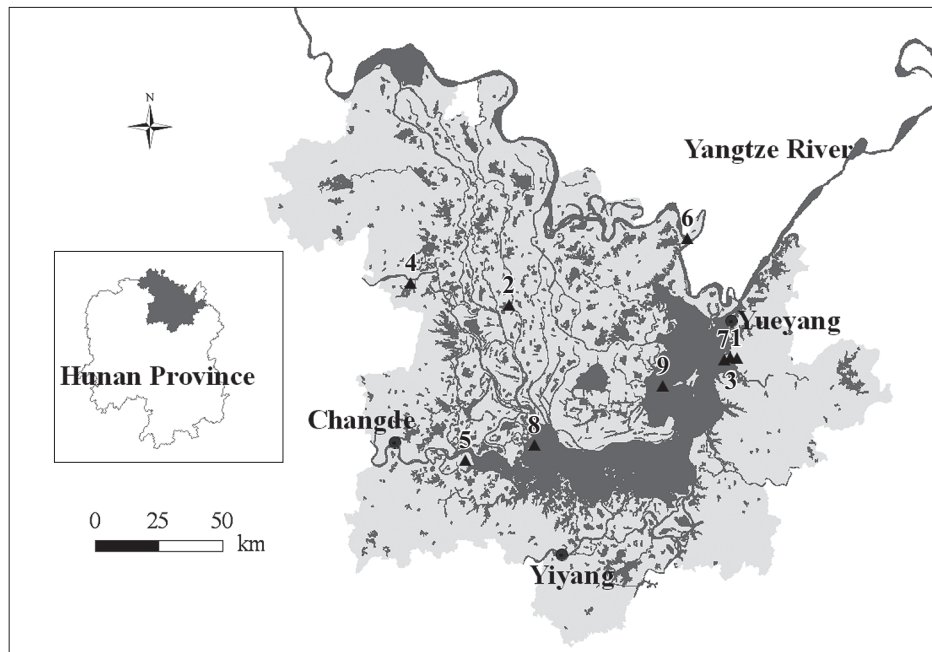 N
Yangtze River
6
4
2
Yueyang
71
3
9
Hunan Province
Changde
8
5
0 25 50
km
Yiyang